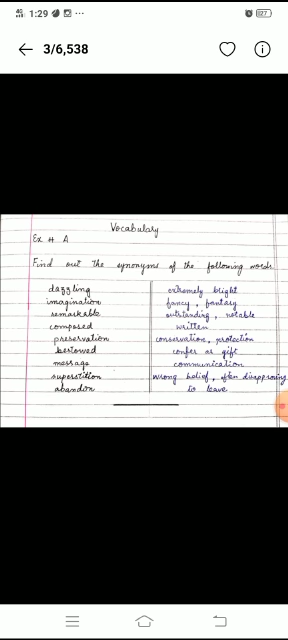 4G 1:29 ...
3/6,538
Vocabulary
Ex # A
Find out the synonyms of the following words
dazzling extremely bright
imagination fancy, fantasy
remarkable outstanding, notable
composed written
preservation conservation, protection
bestowed confer as gift
message communication
superstition wrong belief, often disapproving
abandon to leave